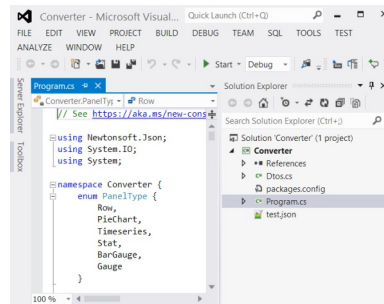 Converter - Microsoft Visual...
Quick Launch (Ctrl+Q)
FILE EDIT VIEW PROJECT BUILD DEBUG TEAM SQL TOOLS TEST
ANALYZE WINDOW HELP
Start Debug
Server Explorer
Toolbox
Program.cs
Converter.PanelTyp Row
// See https://aka.ms/new-cons
using Newtonsoft.Json;
using System.IO;
using System;
namespace Converter {
enum PanelType {
Row,
PieChart,
Timeseries,
Stat,
BarGauge,
Gauge
}
100 %
Solution Explorer
Search Solution Explorer (Ctrl+;)
Solution 'Converter' (1 project)
Converter
References
Dtos.cs
packages.config
Program.cs
test.json